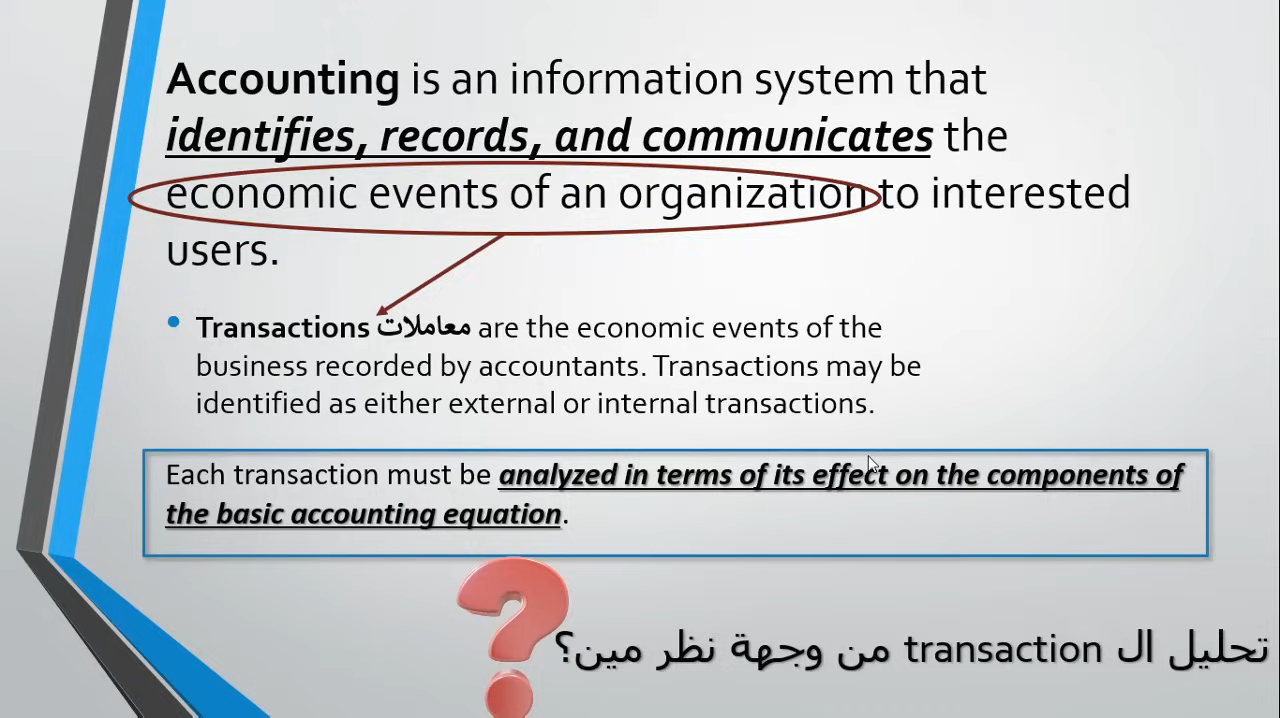 Accounting is an information system that
identifies, records, and communicates the
economic events of an organization to interested
users.
Transactions معاملات are the economic events of the
business recorded by accountants. Transactions may be
identified as either external or internal transactions.
Each transaction must be analyzed in terms of its effect on the components of
the basic accounting equation.
تحليل ال transaction من وجهة نظر مين؟